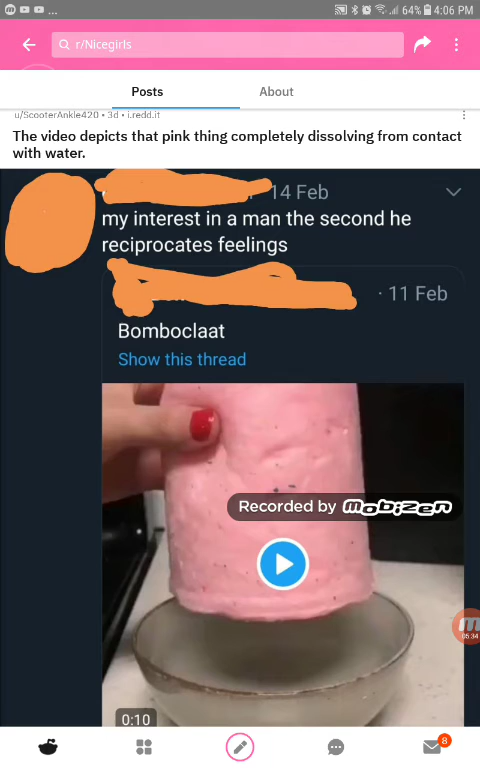 64% 4:06 PM
r/Nicegirls
Posts About
u/ScooterAnkle420 • 3d • i.redd.it
The video depicts that pink thing completely dissolving from contact
with water.
14 Feb
my interest in a man the second he
reciprocates feelings
· 11 Feb
Bomboclaat
Show this thread
Recorded by mobizen
05:34
0:10
8